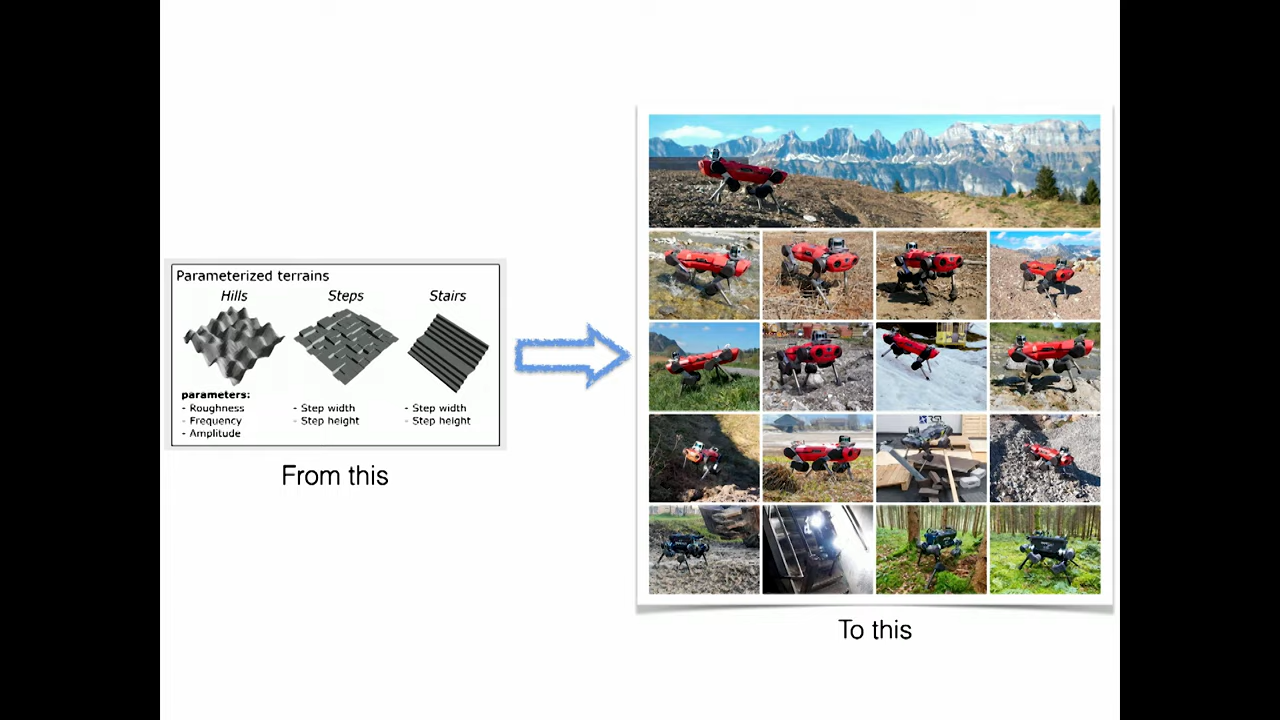 Parameterized terrains
Hills Steps Stairs
parameters:
- Roughness - Step width - Step width
- Frequency - Step height - Step height
- Amplitude
From this
RSL
To this